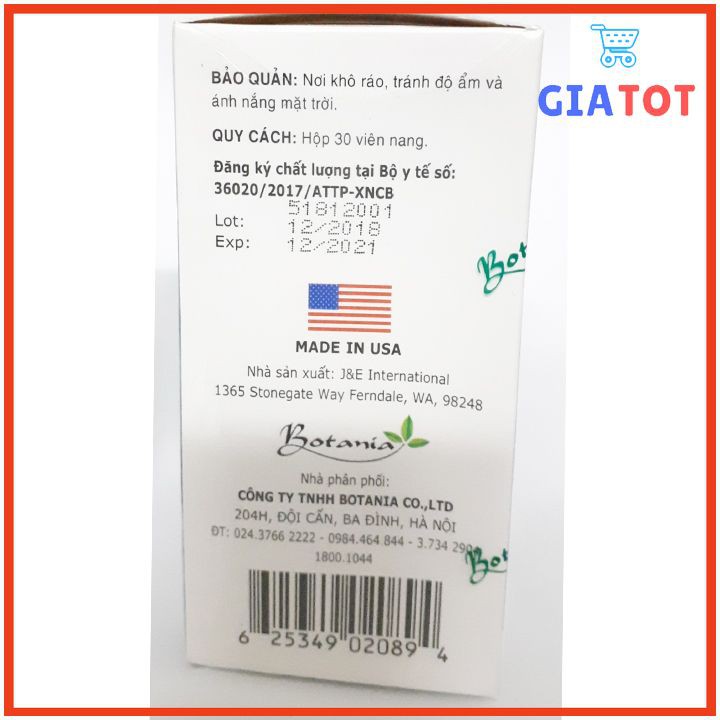 GIATOT
BẢO QUẢN: Nơi khô ráo, tránh độ ẩm và
ánh nắng mặt trời.
QUY CÁCH: Hộp 30 viên nang.
Đăng ký chất lượng tại Bộ y tế số:
36020/2017/ATTP-XNCB
51812001
Lot: 12/2018
Exp: 12/2021
Bot
MADE IN USA
Nhà sản xuất: J&E International
1365 Stonegate Way Ferndale, WA, 98248
Botania
Nhà phân phối:
CÔNG TY TNHH BOTANIA CO.,LTD
204H, ĐỘI CẤN, BA ĐÌNH, HÀ NỘI
ĐT: 024.3766 2222 - 0984.464 844 - 3.734 290
1800.1044
Bot
6 25349 02089 4